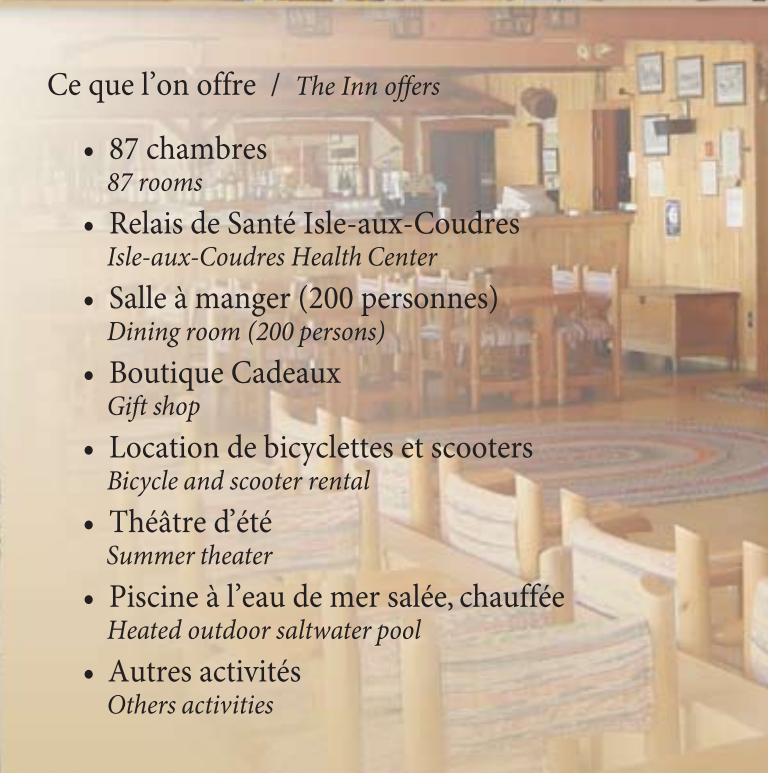 Ce que l’on offre / The Inn offers
• 87 chambres
87 rooms
• Relais de Santé Isle-aux-Coudres
Isle-aux-Coudres Health Center
• Salle à manger (200 personnes)
Dining room (200 persons)
• Boutique Cadeaux
Gift shop
• Location de bicyclettes et scooters
Bicycle and scooter rental
• Théâtre d’été
Summer theater
• Piscine à l’eau de mer salée, chauffée
Heated outdoor saltwater pool
• Autres activités
Others activities